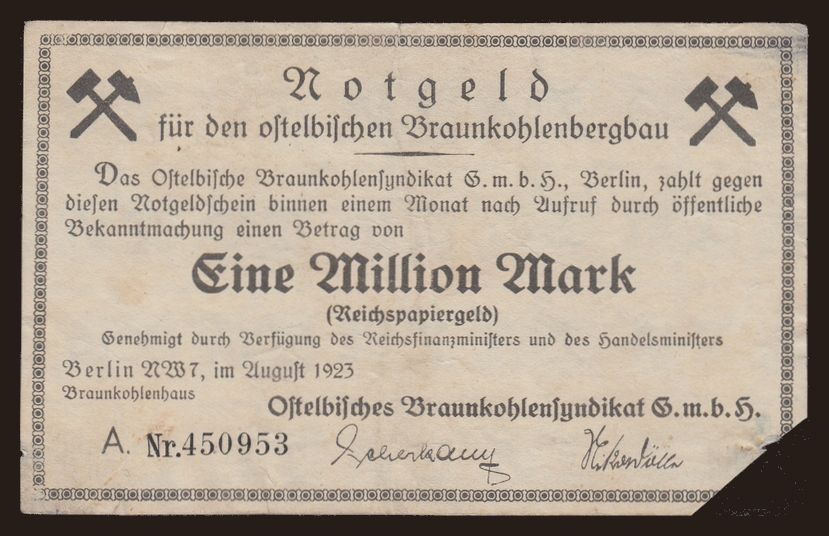 Notgeld
für den ostelbischen Braunkohlenbergbau
Das Ostelbische Braunkohlensyndikat G.m.b.H., Berlin, zahlt gegen
diesen Notgeldschein binnen einem Monat nach Aufruf durch öffentliche
Bekanntmachung einen Betrag von
Eine Million Mark
(Reichspapiergeld)
Genehmigt durch Verfügung des Reichsfinanzministers und des Handelsministers
Berlin NW7, im August 1923
Braunkohlenhaus
Ostelbisches Braunkohlensyndikat G.m.b.H.
A. Nr.450953